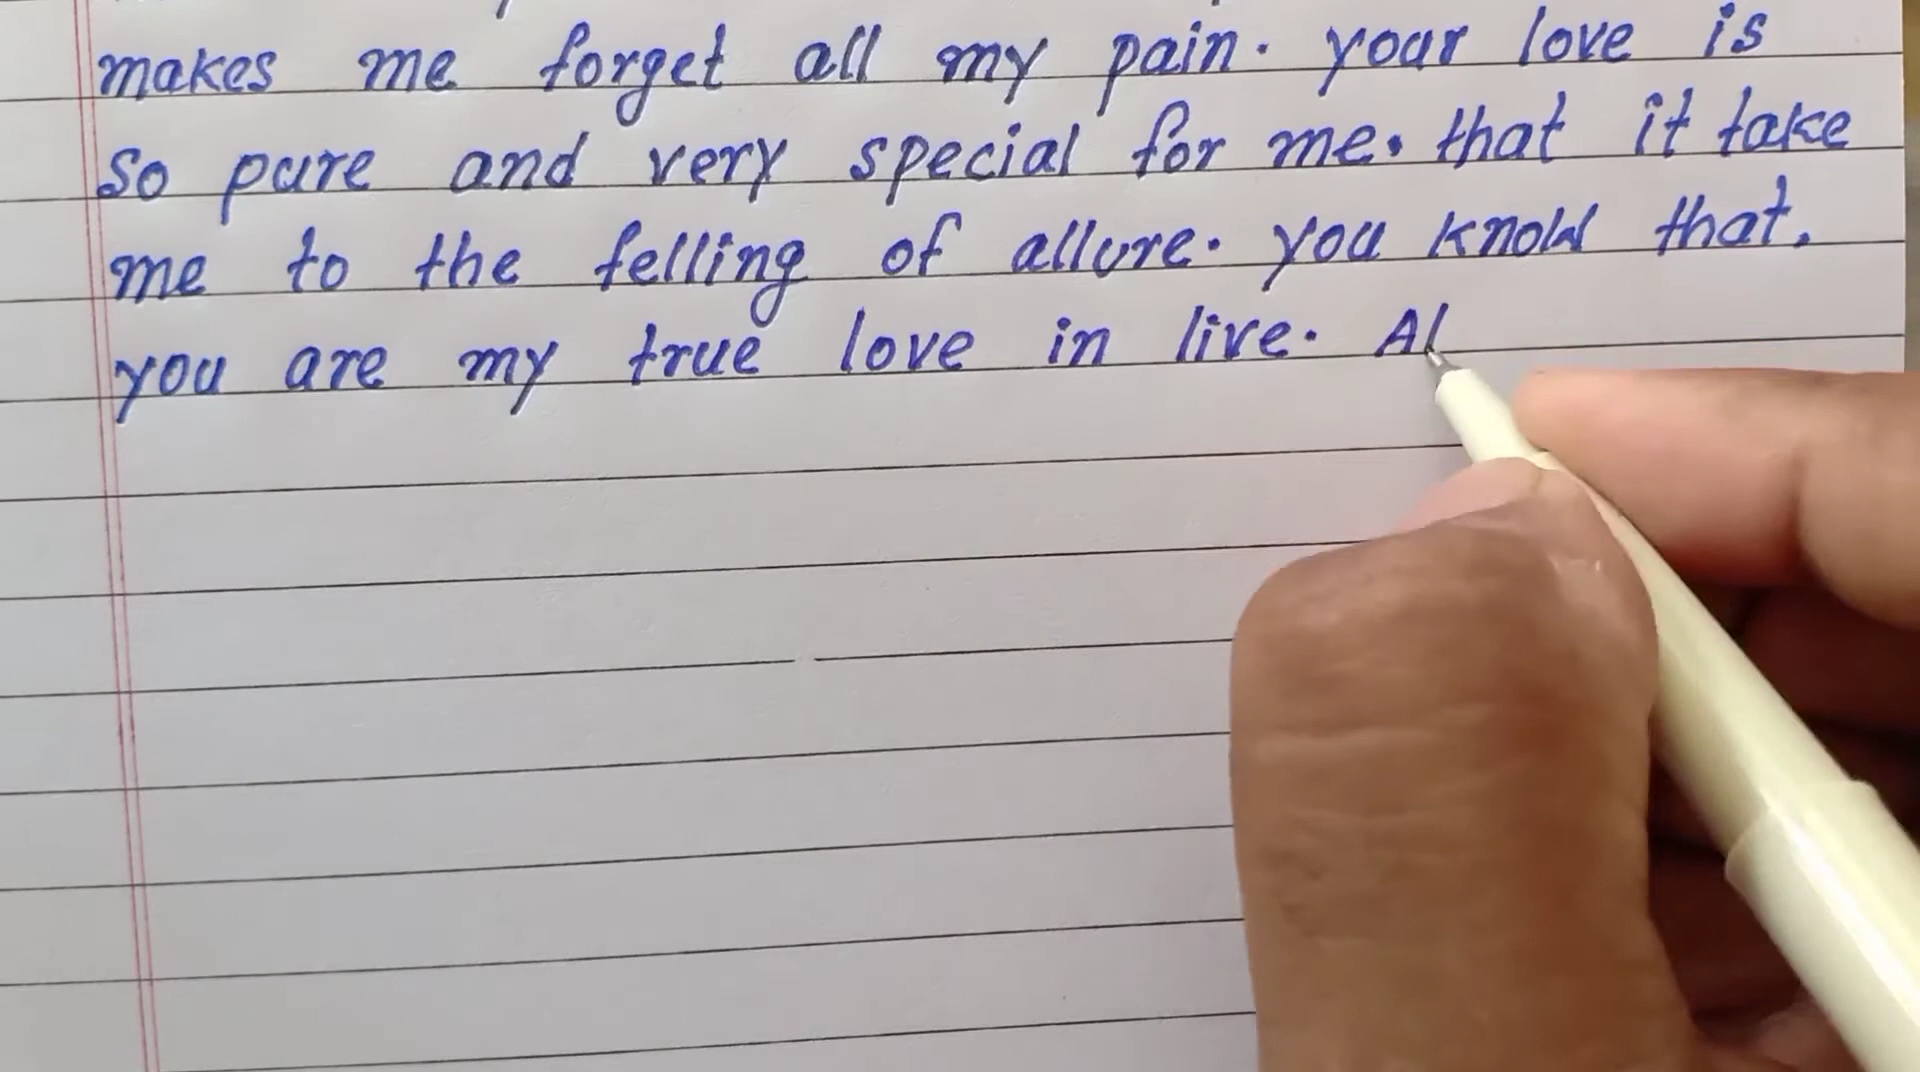 makes me forget all my pain. your love is
so pure and very special for me. that it take
me to the felling of allure. you know that.
you are my true love in live. Al